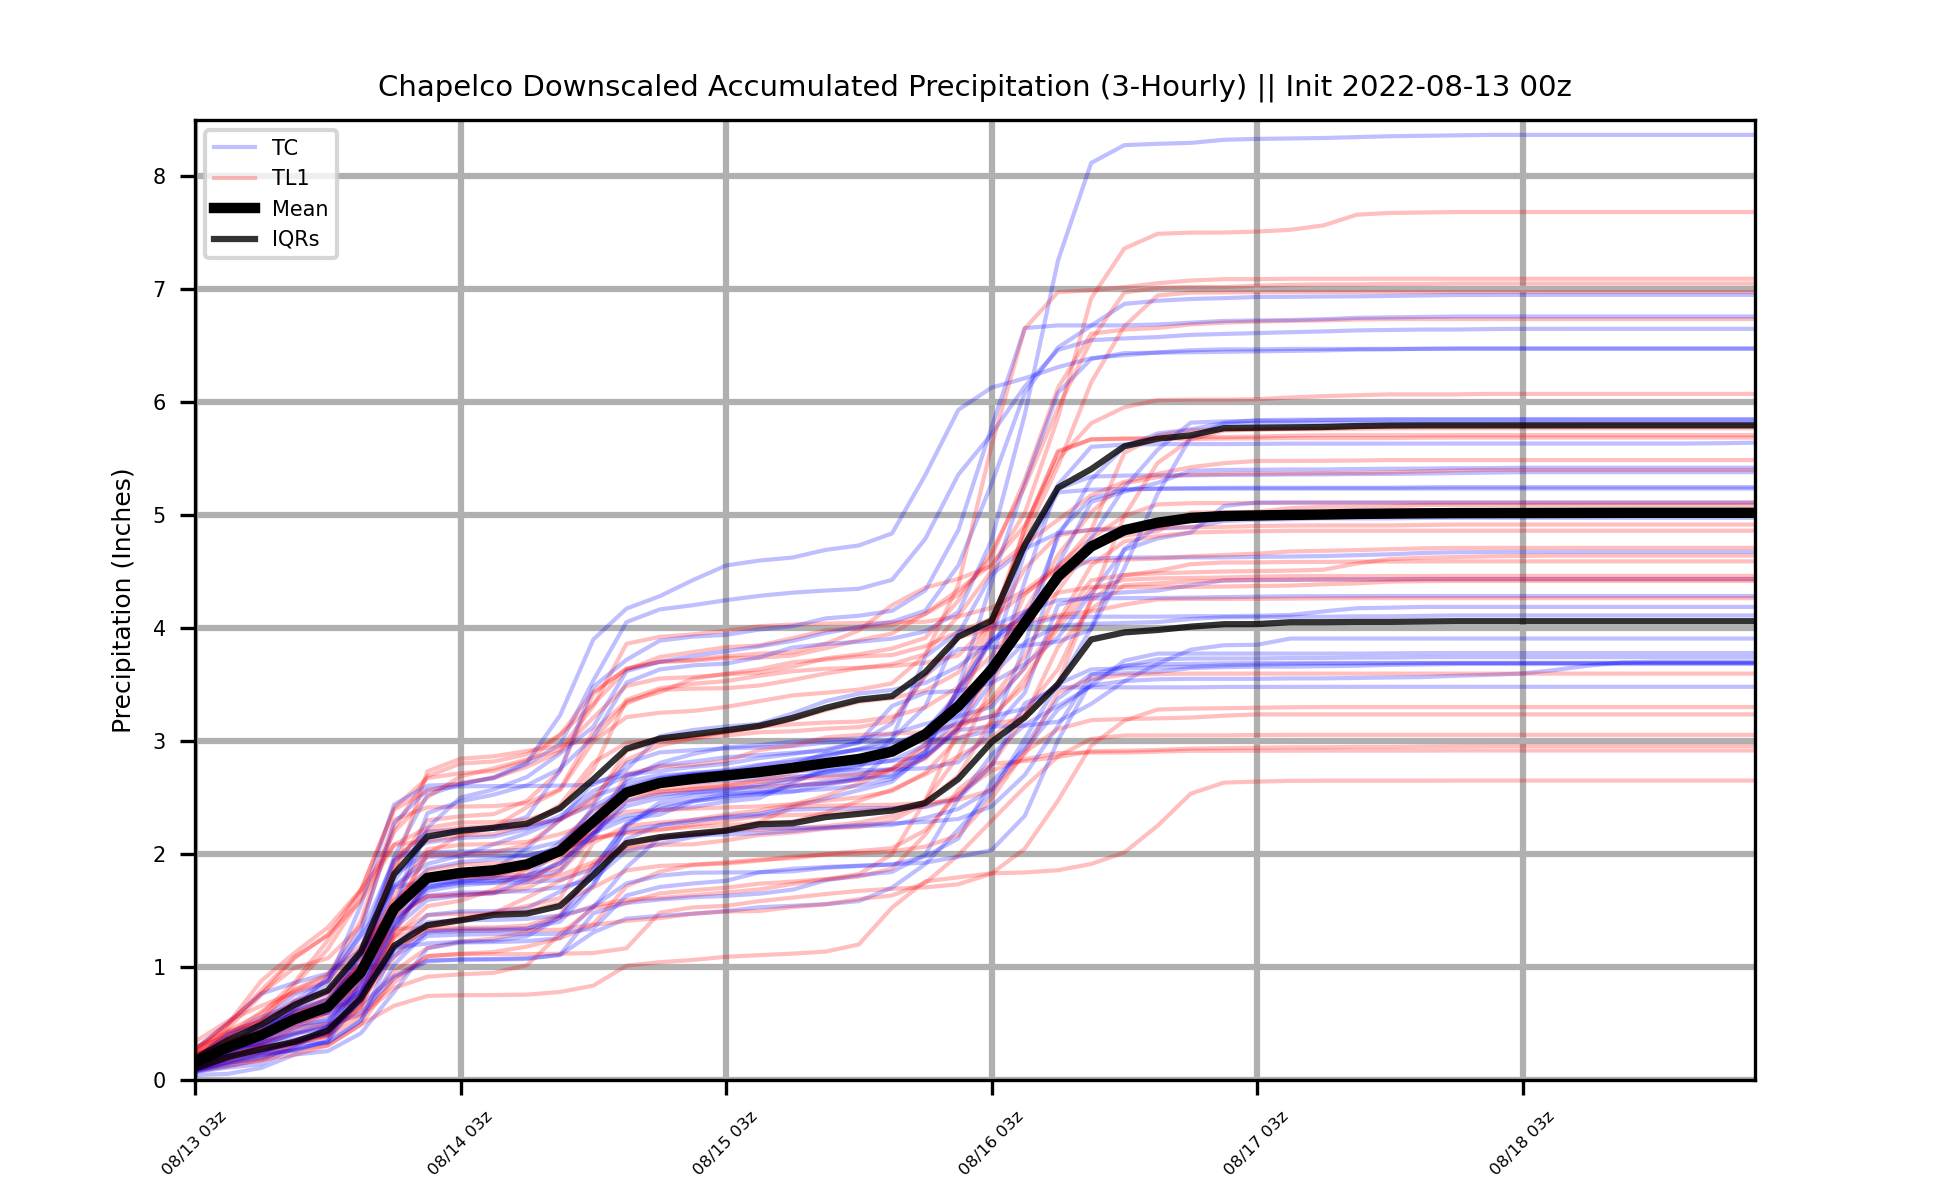 Chapelco Downscaled Accumulated Precipitation (3-Hourly) || Init 2022-08-13 00z
TC
TL1
Mean
IQRs
Precipitation (Inches)
8
7
6
5
4
3
2
1
0
08/13 03z
08/14 03z
08/15 03z
08/16 03z
08/17 03z
08/18 03z